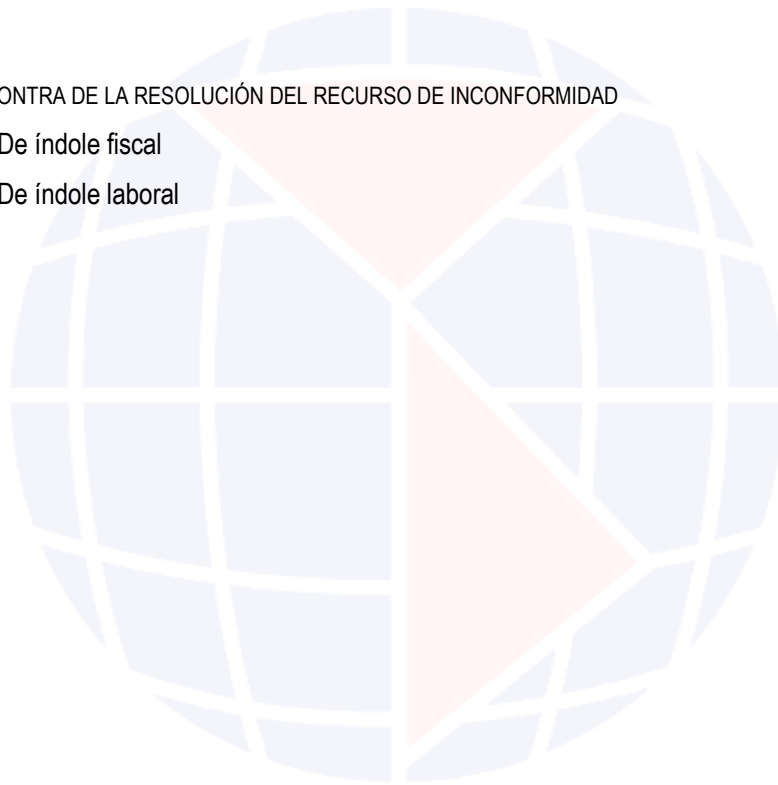 ONTRA DE LA RESOLUCIÓN DEL RECURSO DE INCONFORMIDAD
De índole fiscal
De índole laboral